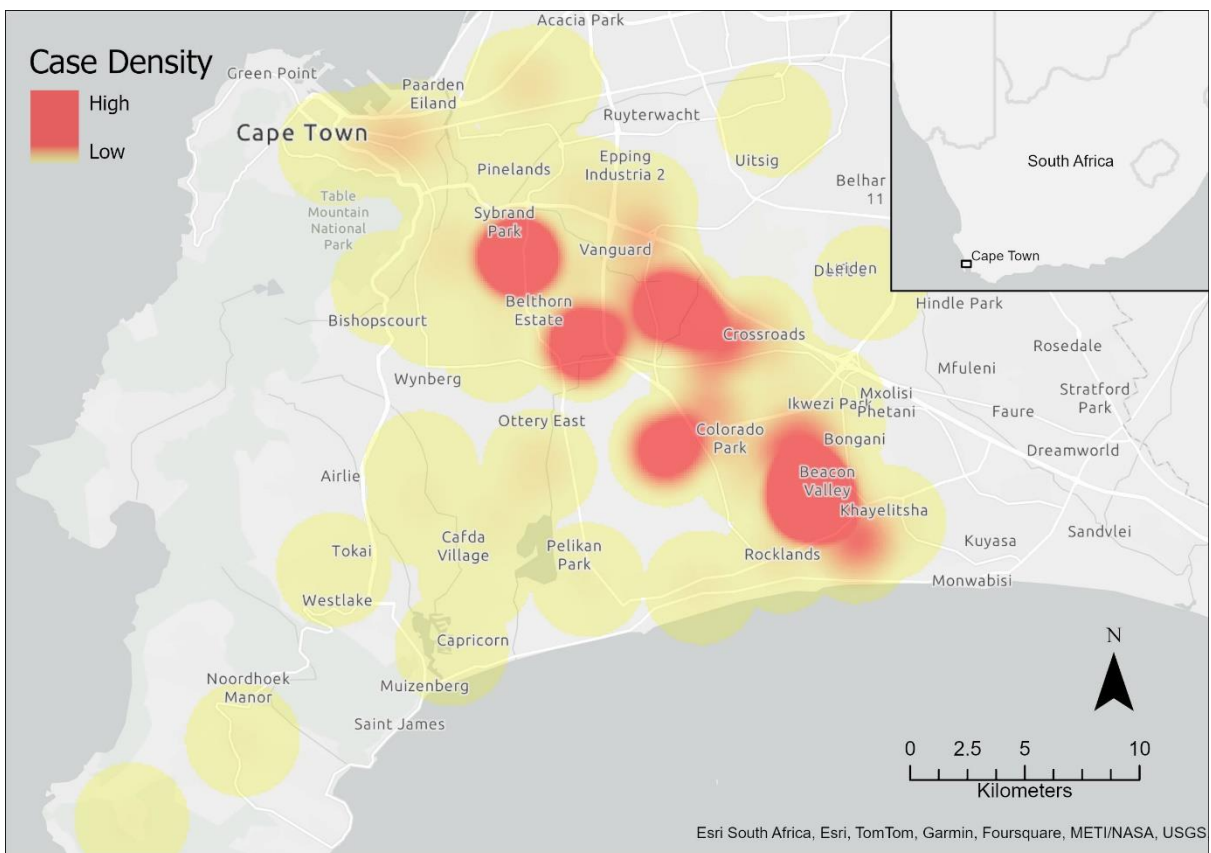 Case Density
High
Low
Acacia Park
Green Point
Paarden
Eiland
Cape Town
Ruyterwacht
Pinelands
Epping
Industria 2
Uitsig
Belhar
11
Table
Mountain
National
Park
Sybrand
Park
Vanguard
Leiden
Belthorn
Estate
Bishopscourt
Crossroads
Hindle Park
Rosedale
Wynberg
Mfuleni
Stratford
Park
Ikwezi Park
Mxolisi
Phetani
Faure
Ottery East
Colorado
Park
Bongani
Dreamworld
Airlie
Beacon
Valley
Khayelitsha
Sandvlei
Tokai
Cafda
Village
Pelikan
Park
Rocklands
Kuyasa
Monwabisi
Westlake
Capricorn
Noordhoek
Manor
Muizenberg
Saint James
South Africa
Cape Town
N
0 2.5 5 10
Kilometers
Esri South Africa, Esri, TomTom, Garmin, Foursquare, METI/NASA, USGS